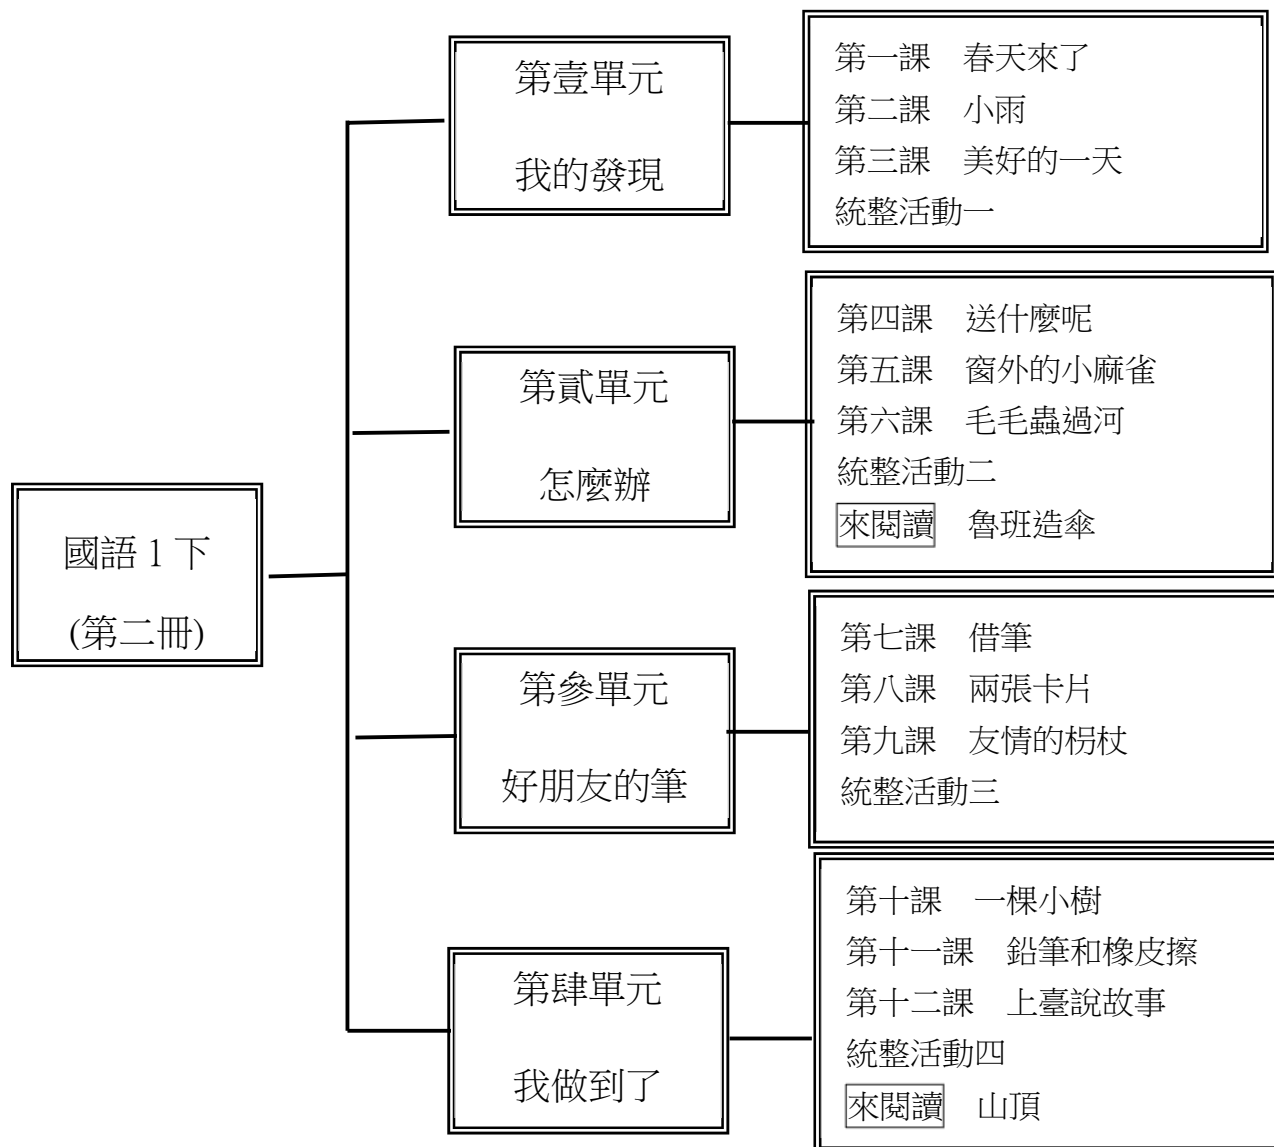 國語 1 下
(第二冊)
第壹單元
我的發現
第一課　春天來了
第二課　小雨
第三課　美好的一天
統整活動一
第貳單元
怎麼辦
第四課　送什麼呢
第五課　窗外的小麻雀
第六課　毛毛蟲過河
統整活動二
來閱讀　魯班造傘
第參單元
好朋友的筆
第七課　借筆
第八課　兩張卡片
第九課　友情的柺杖
統整活動三
第肆單元
我做到了
第十課　一棵小樹
第十一課　鉛筆和橡皮擦
第十二課　上臺說故事
統整活動四
來閱讀　山頂